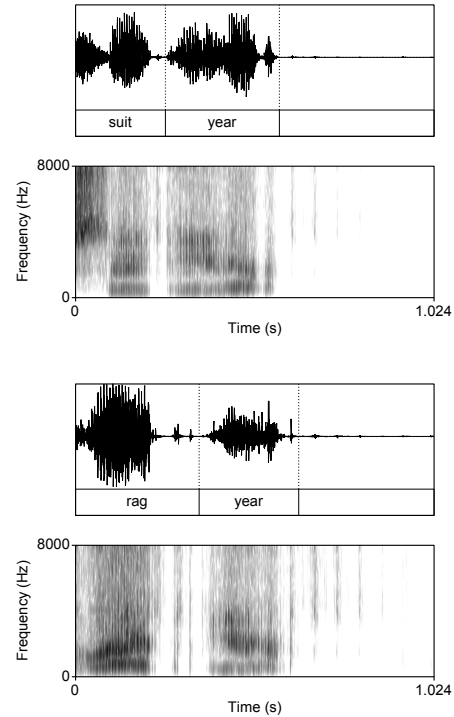 suit year
8000
Frequency (Hz)
0
0 1.024
Time (s)
rag year
8000
Frequency (Hz)
0
0 1.024
Time (s)